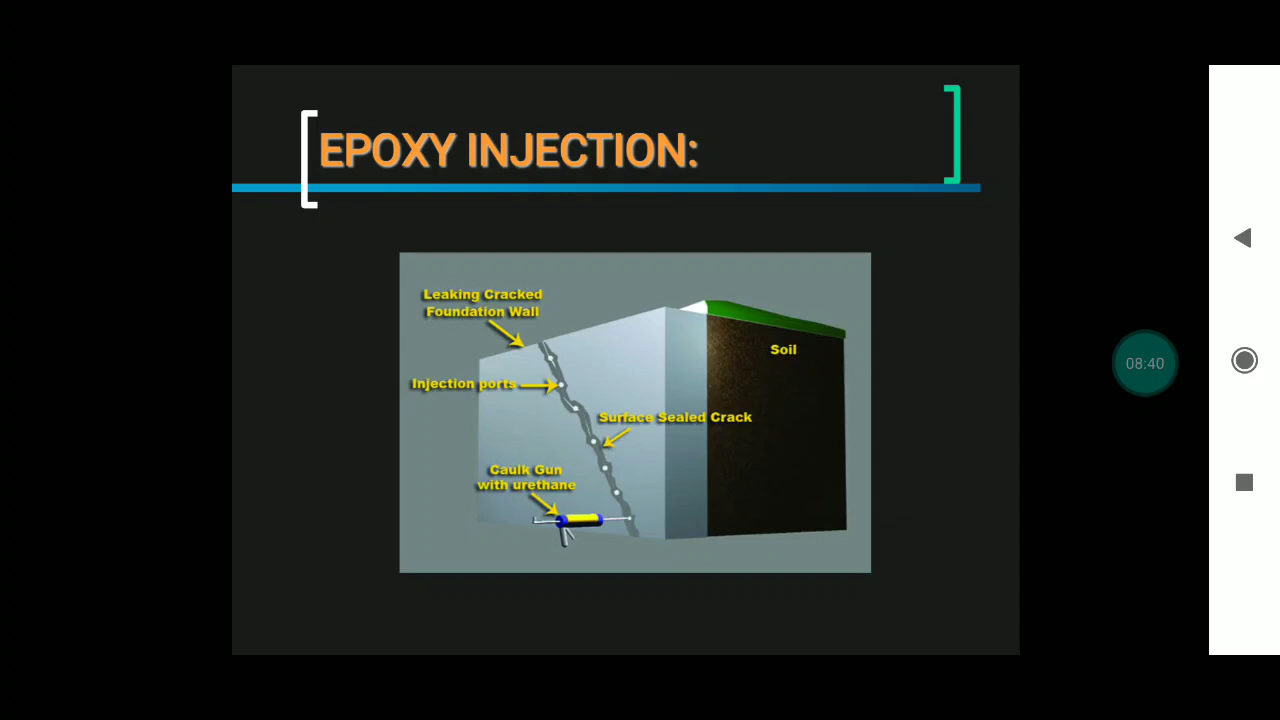 EPOXY INJECTION:
Leaking Cracked
Foundation Wall
Soil
08:40
Injection ports
Surface Sealed Crack
Caulk Gun
with urethane